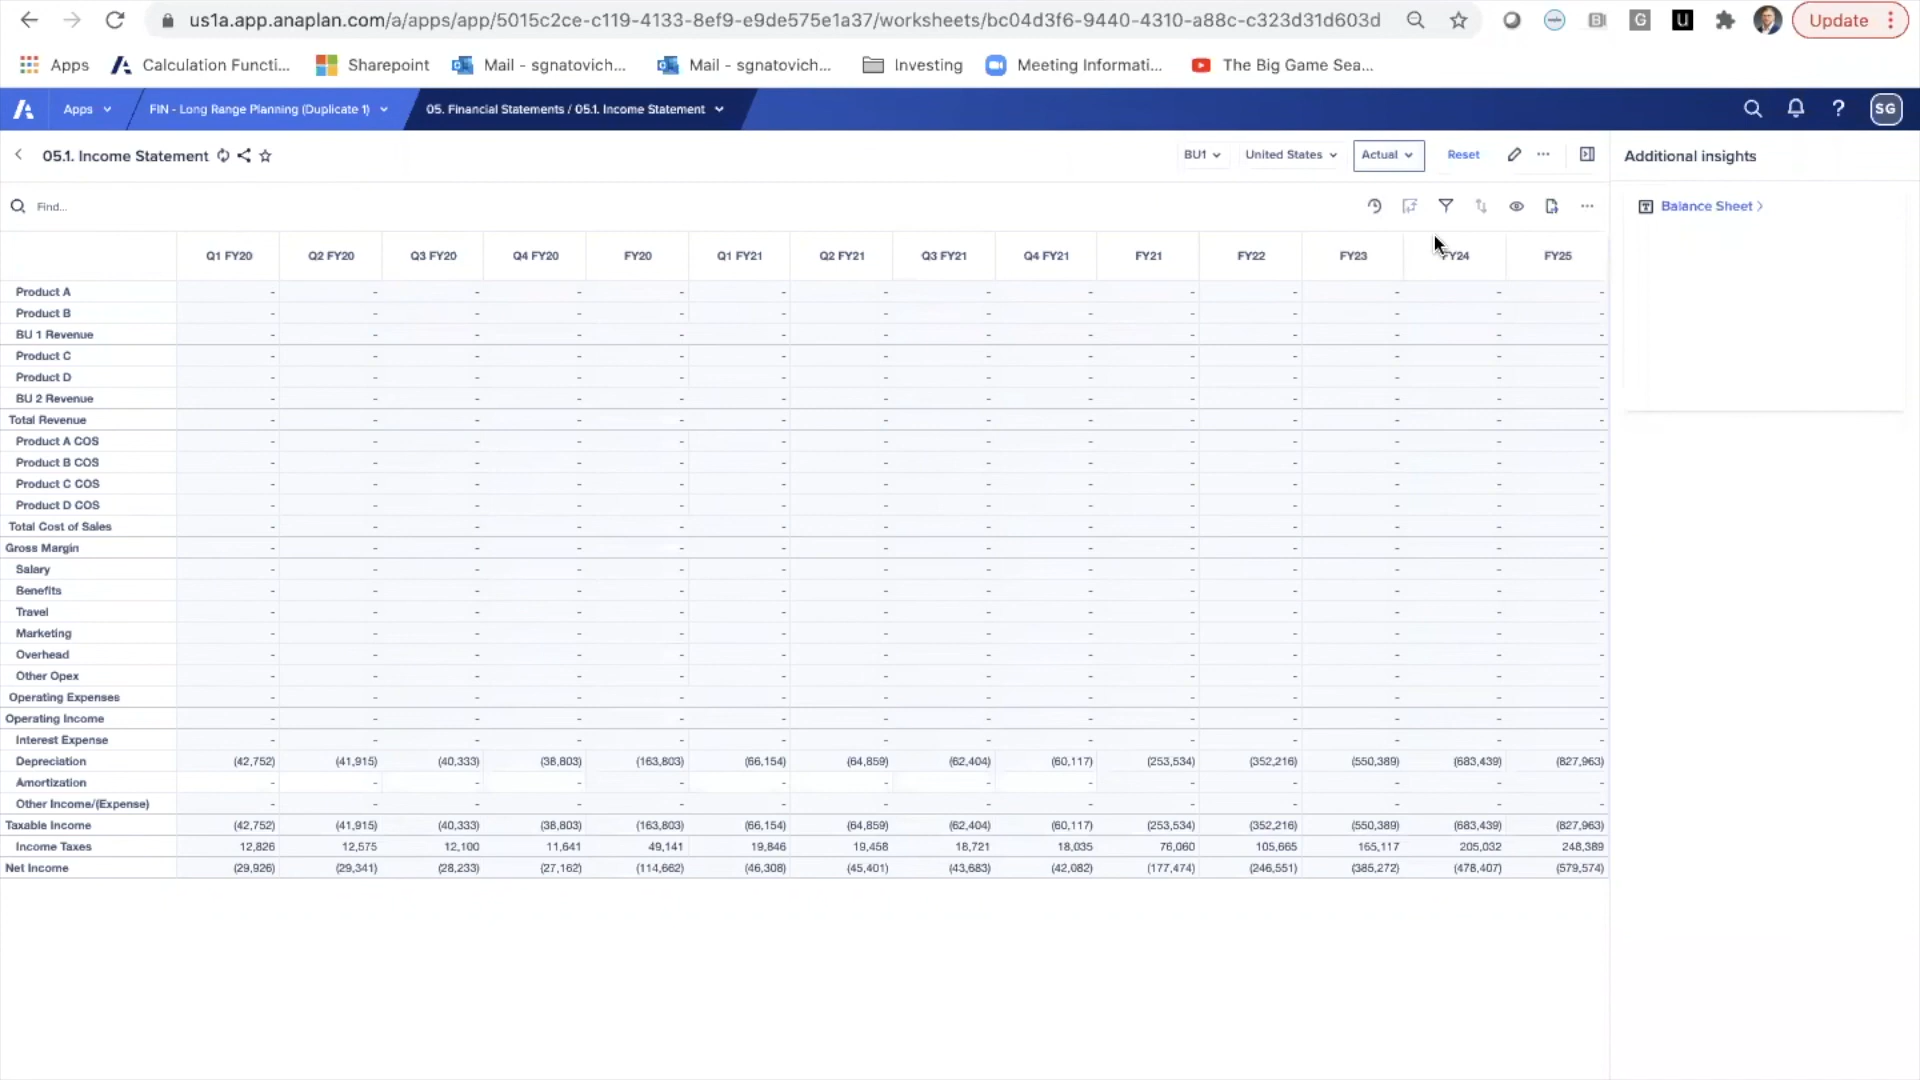 us1a.app.anaplan.com/a/apps/app/5015c2ce-c119-4133-8ef9-e9de575e1a37/worksheets/bc04d3f6-9440-4310-a88c-c323d31d603d Update
Apps Calculation Functi... Sharepoint Mail - sgnatovich... Mail - sgnatovich... Investing Meeting Informati... The Big Game Sea...
Apps FIN - Long Range Planning (Duplicate 1) 05. Financial Statements / 05.1. Income Statement SG
05.1. Income Statement BU1 United States Actual Reset Additional insights
Find... Balance Sheet
Q1 FY20 Q2 FY20 Q3 FY20 Q4 FY20 FY20 Q1 FY21 Q2 FY21 Q3 FY21 Q4 FY21 FY21 FY22 FY23 FY24 FY25
Product A - - - - - - - - - - - - - -
Product B - - - - - - - - - - - - - -
BU 1 Revenue - - - - - - - - - - - - - -
Product C - - - - - - - - - - - - - -
Product D - - - - - - - - - - - - - -
BU 2 Revenue - - - - - - - - - - - - - -
Total Revenue - - - - - - - - - - - - - -
Product A COS - - - - - - - - - - - - - -
Product B COS - - - - - - - - - - - - - -
Product C COS - - - - - - - - - - - - - -
Product D COS - - - - - - - - - - - - - -
Total Cost of Sales - - - - - - - - - - - - - -
Gross Margin - - - - - - - - - - - - - -
Salary - - - - - - - - - - - - - -
Benefits - - - - - - - - - - - - - -
Travel - - - - - - - - - - - - - -
Marketing - - - - - - - - - - - - - -
Overhead - - - - - - - - - - - - - -
Other Opex - - - - - - - - - - - - - -
Operating Expenses - - - - - - - - - - - - - -
Operating Income - - - - - - - - - - - - - -
Interest Expense - - - - - - - - - - - - - -
Depreciation (42,752) (41,915) (40,333) (38,803) (163,803) (66,154) (64,859) (62,404) (60,117) (253,534) (352,216) (550,389) (683,439) (827,963)
Amortization - - - - - - - - - - - - - -
Other Income/(Expense) - - - - - - - - - - - - - -
Taxable Income (42,752) (41,915) (40,333) (38,803) (163,803) (66,154) (64,859) (62,404) (60,117) (253,534) (352,216) (550,389) (683,439) (827,963)
Income Taxes 12,826 12,575 12,100 11,641 49,141 19,846 19,458 18,721 18,035 76,060 105,665 165,117 205,032 248,389
Net Income (29,926) (29,341) (28,233) (27,162) (114,662) (46,308) (45,401) (43,683) (42,082) (177,474) (246,551) (385,272) (478,407) (579,574)